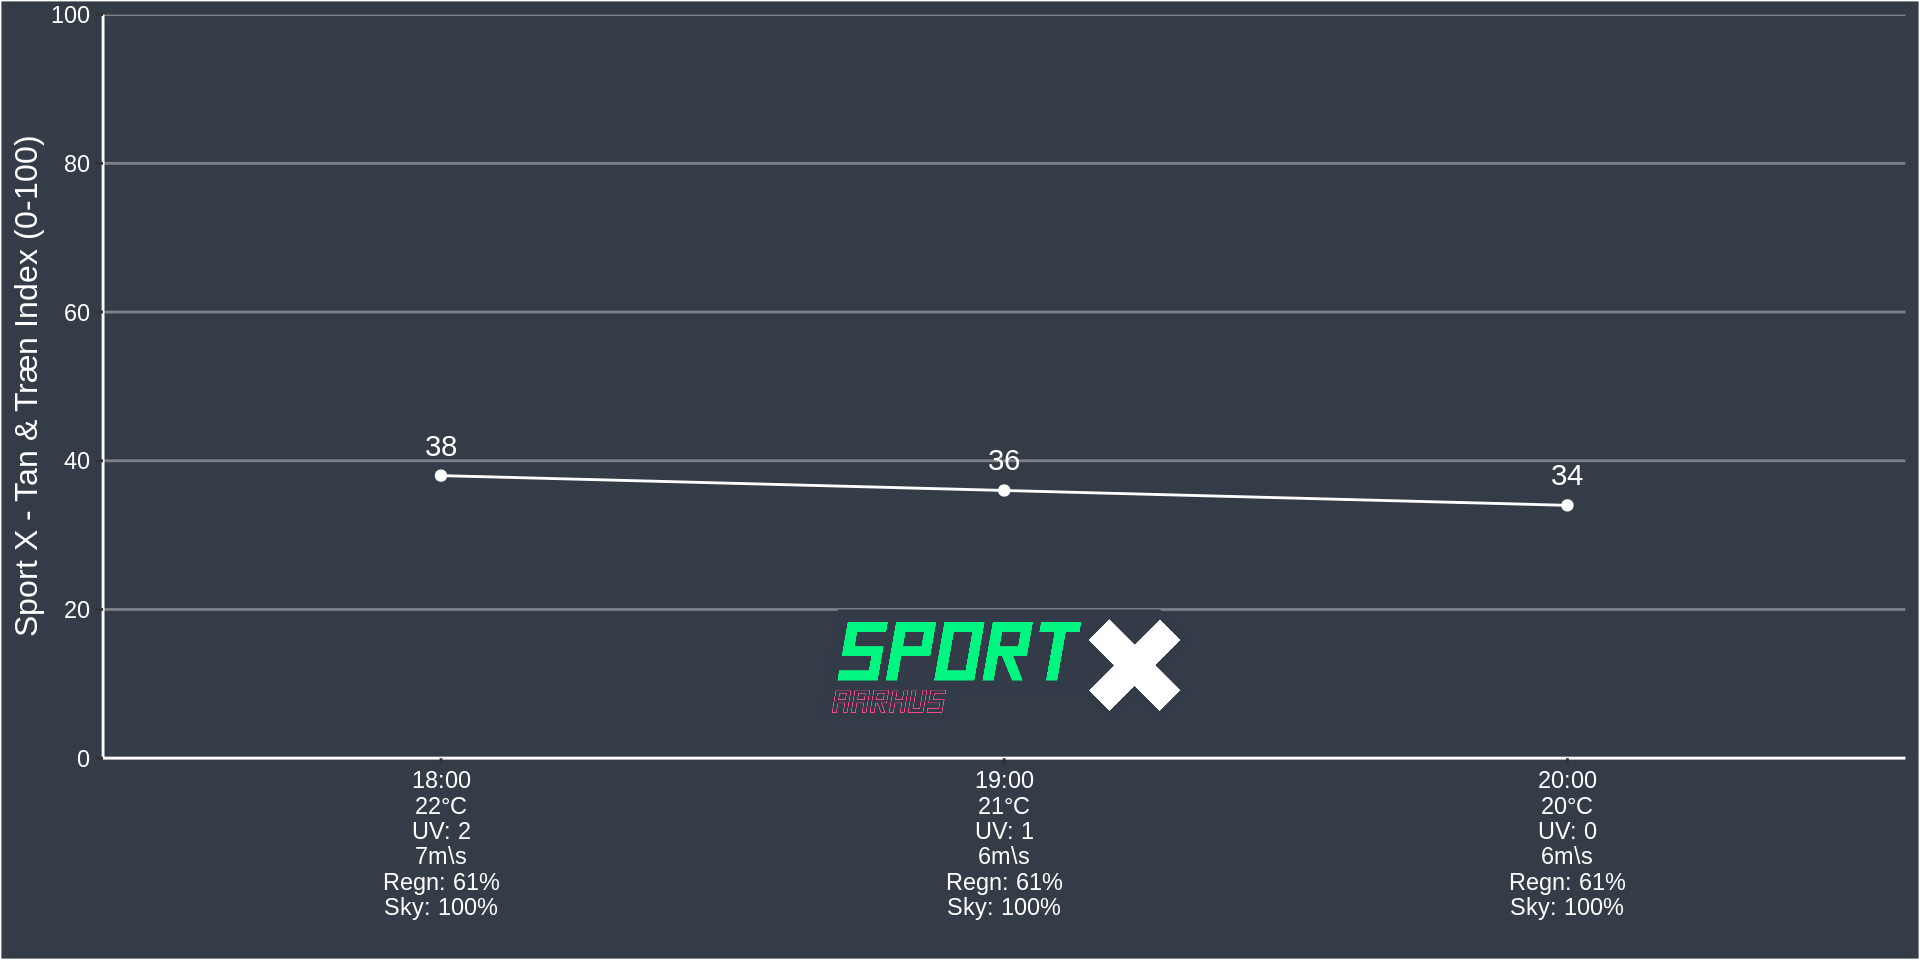 Sport X - Tan & Træn Index (0-100)
100
80
60
40
20
0
38
36
34
SPORT X
AARHUS
18:00
22°C
UV: 2
7m\s
Regn: 61%
Sky: 100%
19:00
21°C
UV: 1
6m\s
Regn: 61%
Sky: 100%
20:00
20°C
UV: 0
6m\s
Regn: 61%
Sky: 100%